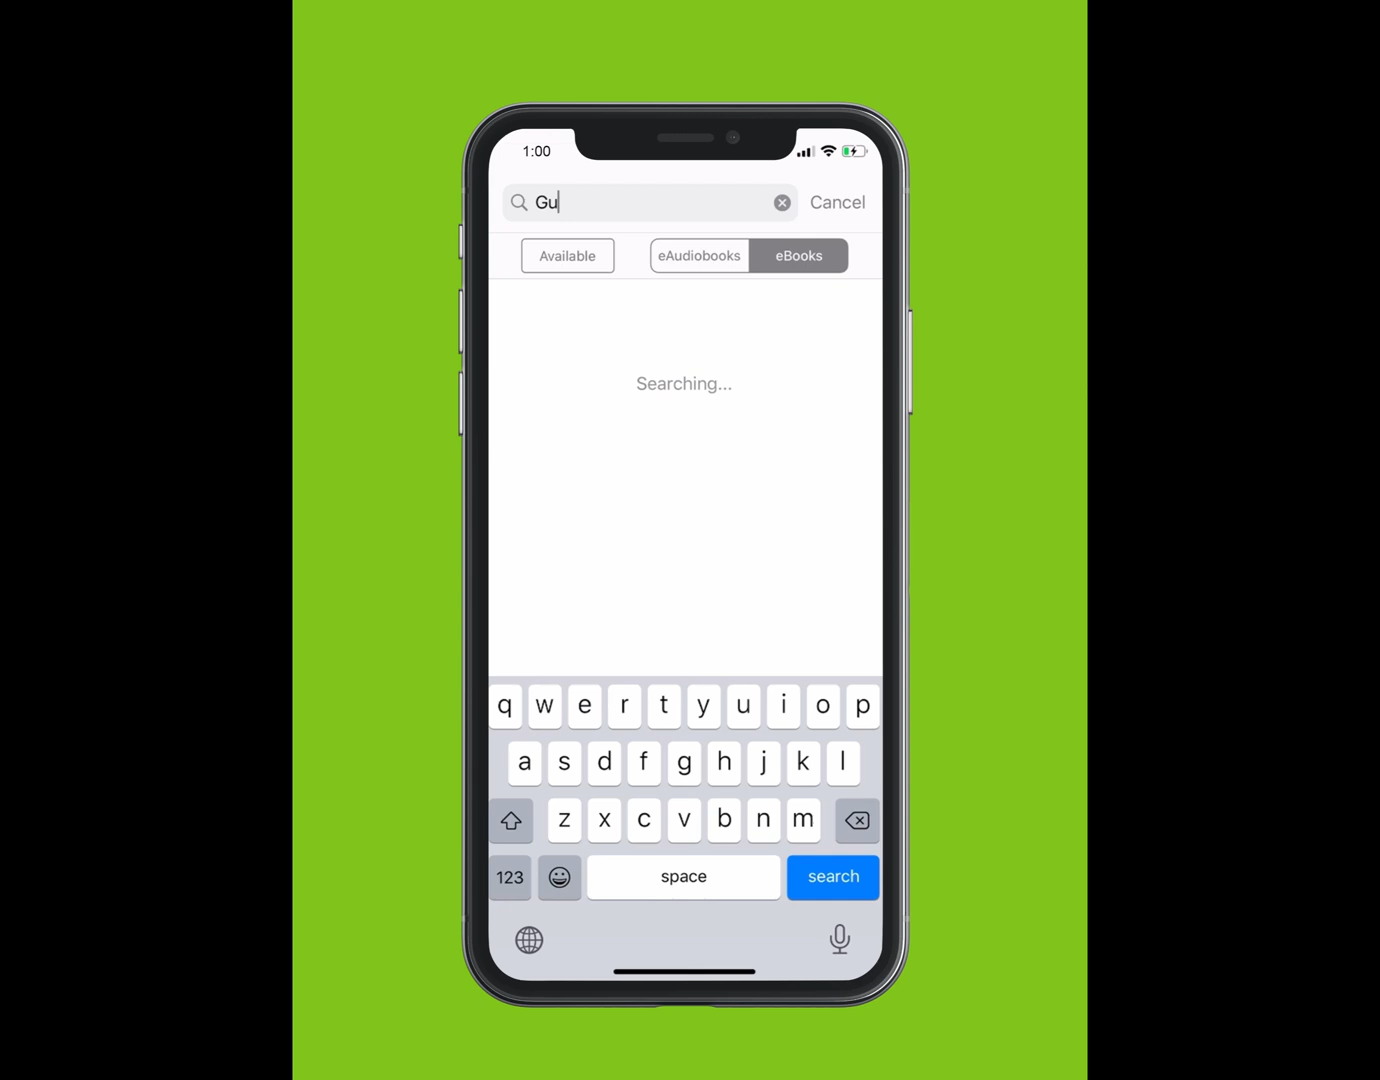 1:00
Gu
Cancel
Available
eAudiobooks
eBooks
Searching...
q w e r t y u i o p
a s d f g h j k l
z x c v b n m
123
space
search